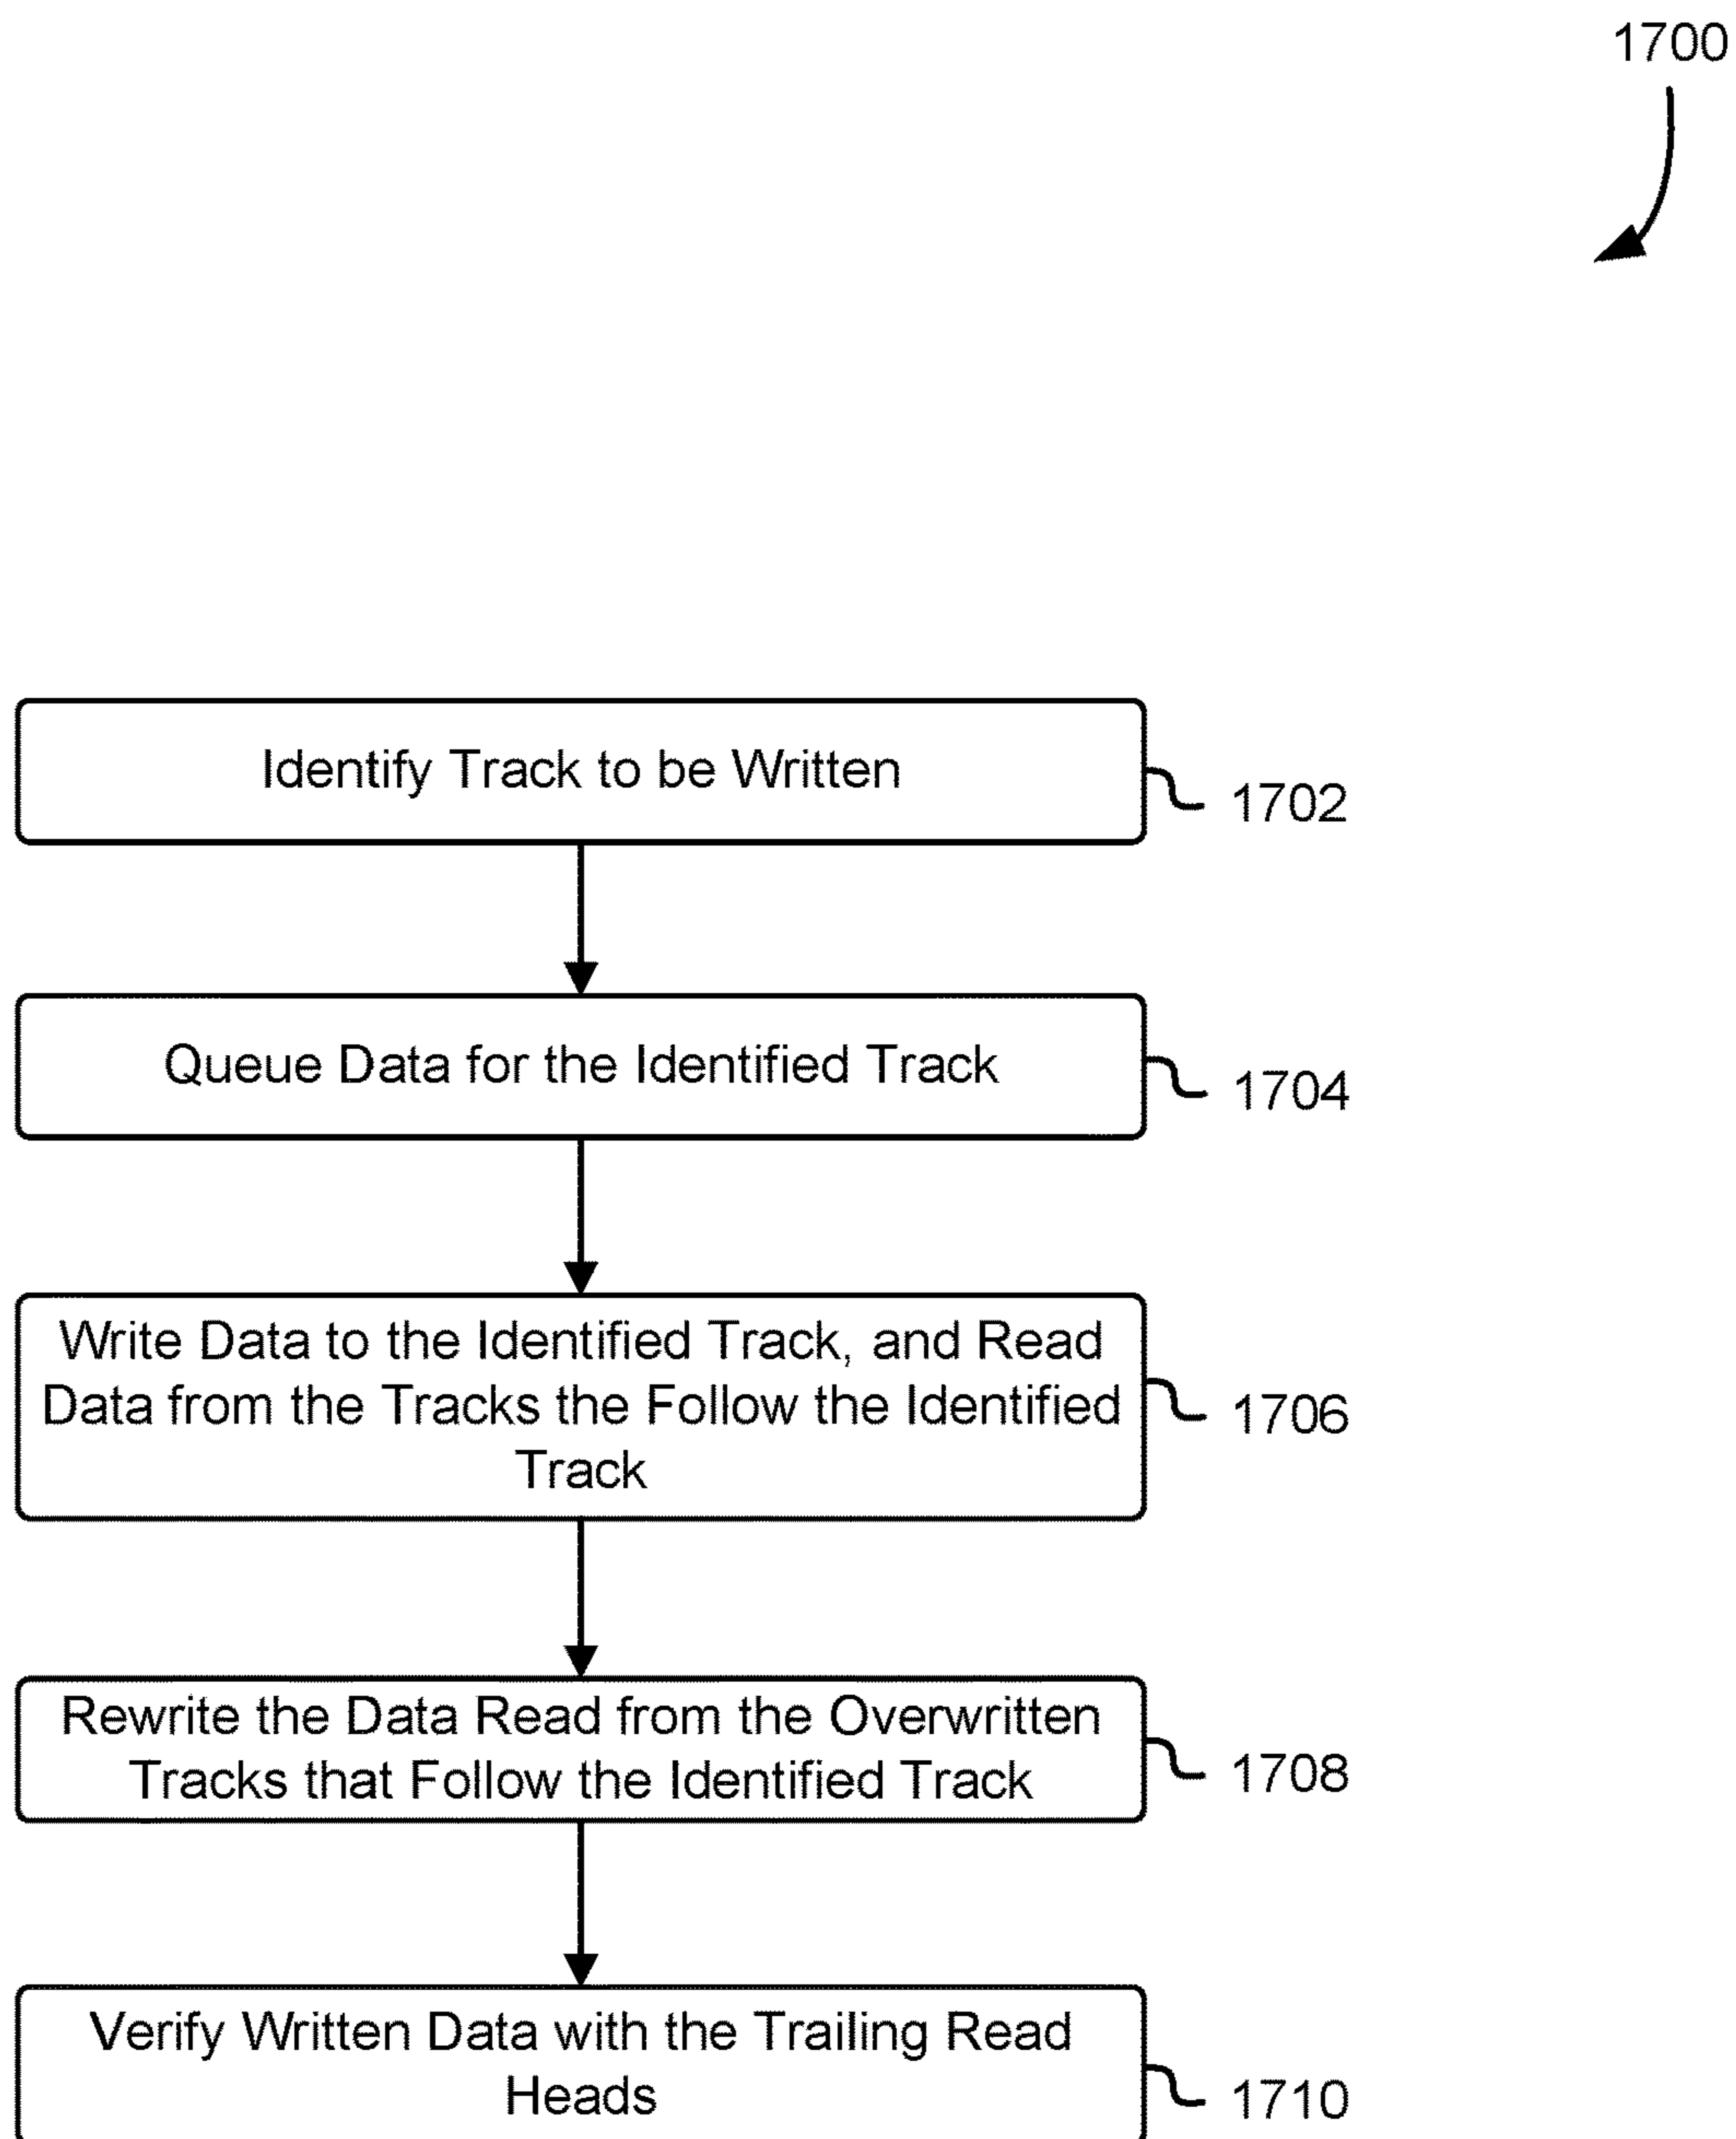 1700
Identify Track to be Written
1702
Queue Data for the Identified Track
1704
Write Data to the Identified Track, and Read
Data from the Tracks the Follow the Identified
Track
1706
Rewrite the Data Read from the Overwritten
Tracks that Follow the Identified Track
1708
Verify Written Data with the Trailing Read
Heads
1710